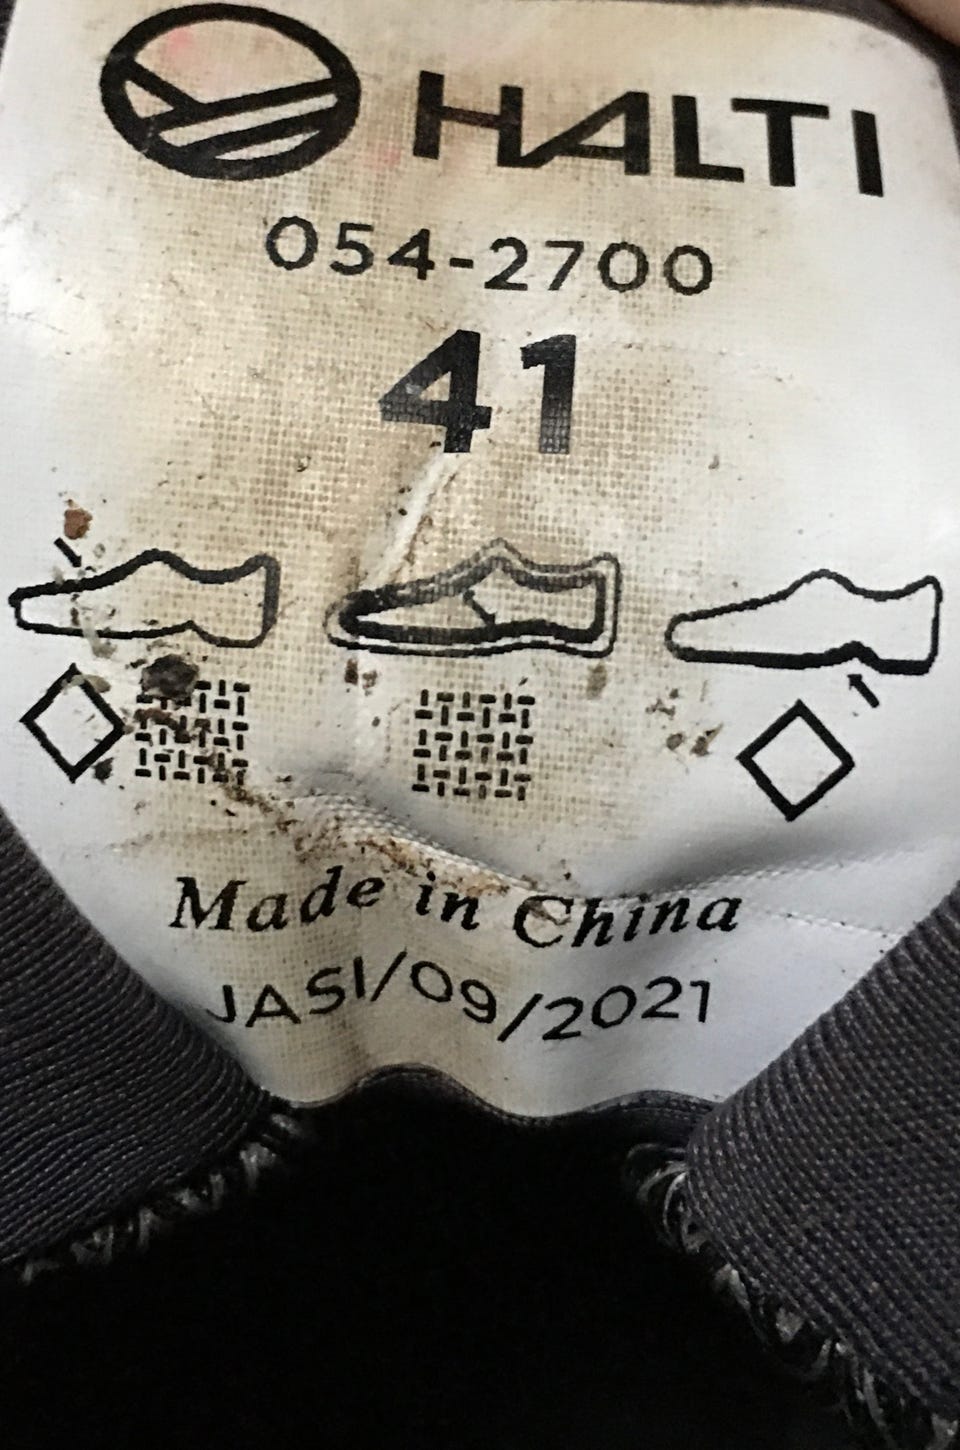 HALTI
054-2700
41
Made in China
JASI/09/2021